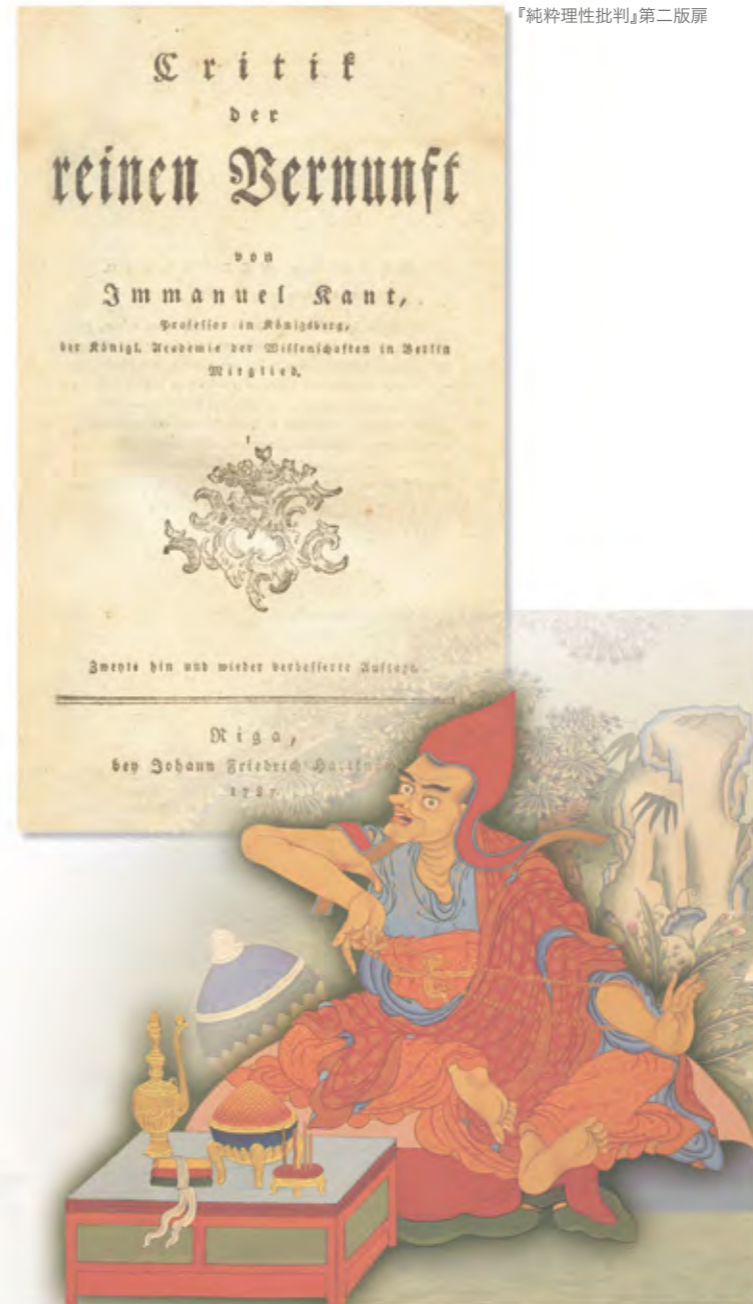 『純粋理性批判』第二版扉
Critik
der
reinen Vernunft
von
Immanuel Kant,
Professor in Königsberg,
der Königl. Academie der Wissenschaften in Berlin
Mitglied.
Zweyte hin und wieder verbesserte Auflage.
Riga,
bey Johann Friedrich
1787.